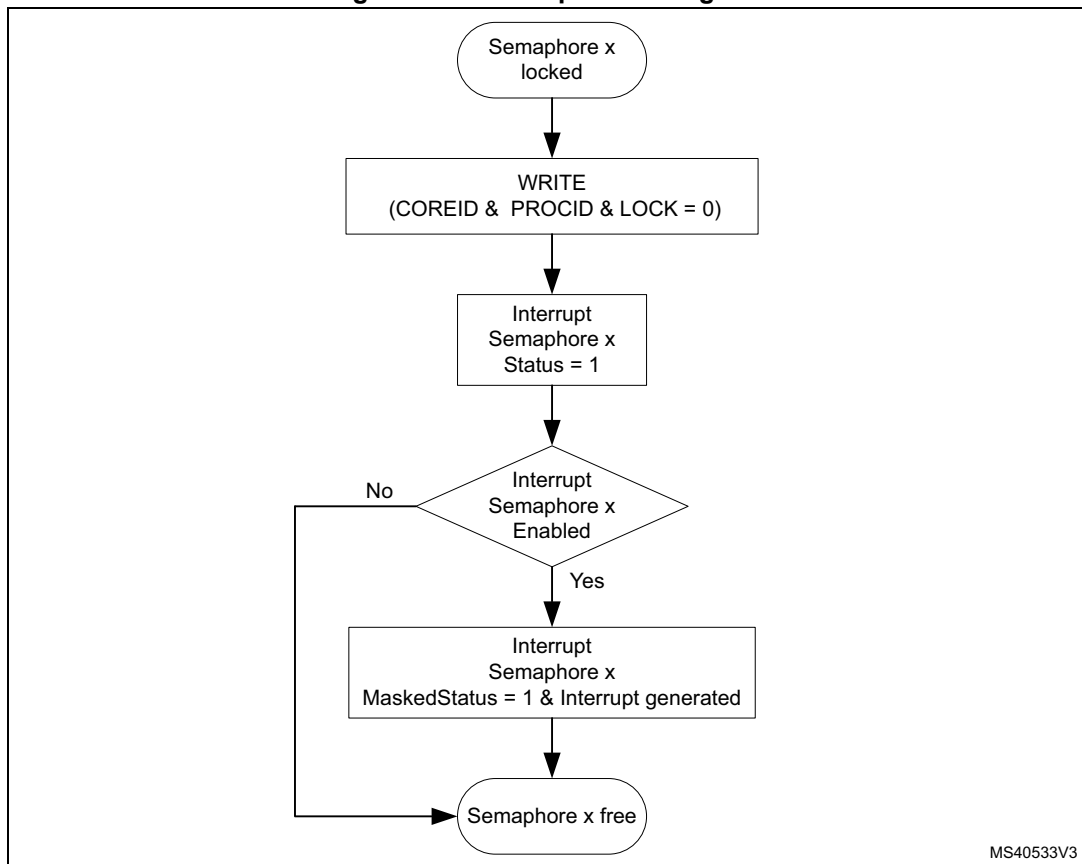 Semaphore x
locked
WRITE
(COREID & PROCID & LOCK = 0)
Interrupt
Semaphore x
Status = 1
Interrupt
Semaphore x
Enabled
No
Yes
Interrupt
Semaphore x
MaskedStatus = 1 & Interrupt generated
Semaphore x free
MS40533V3